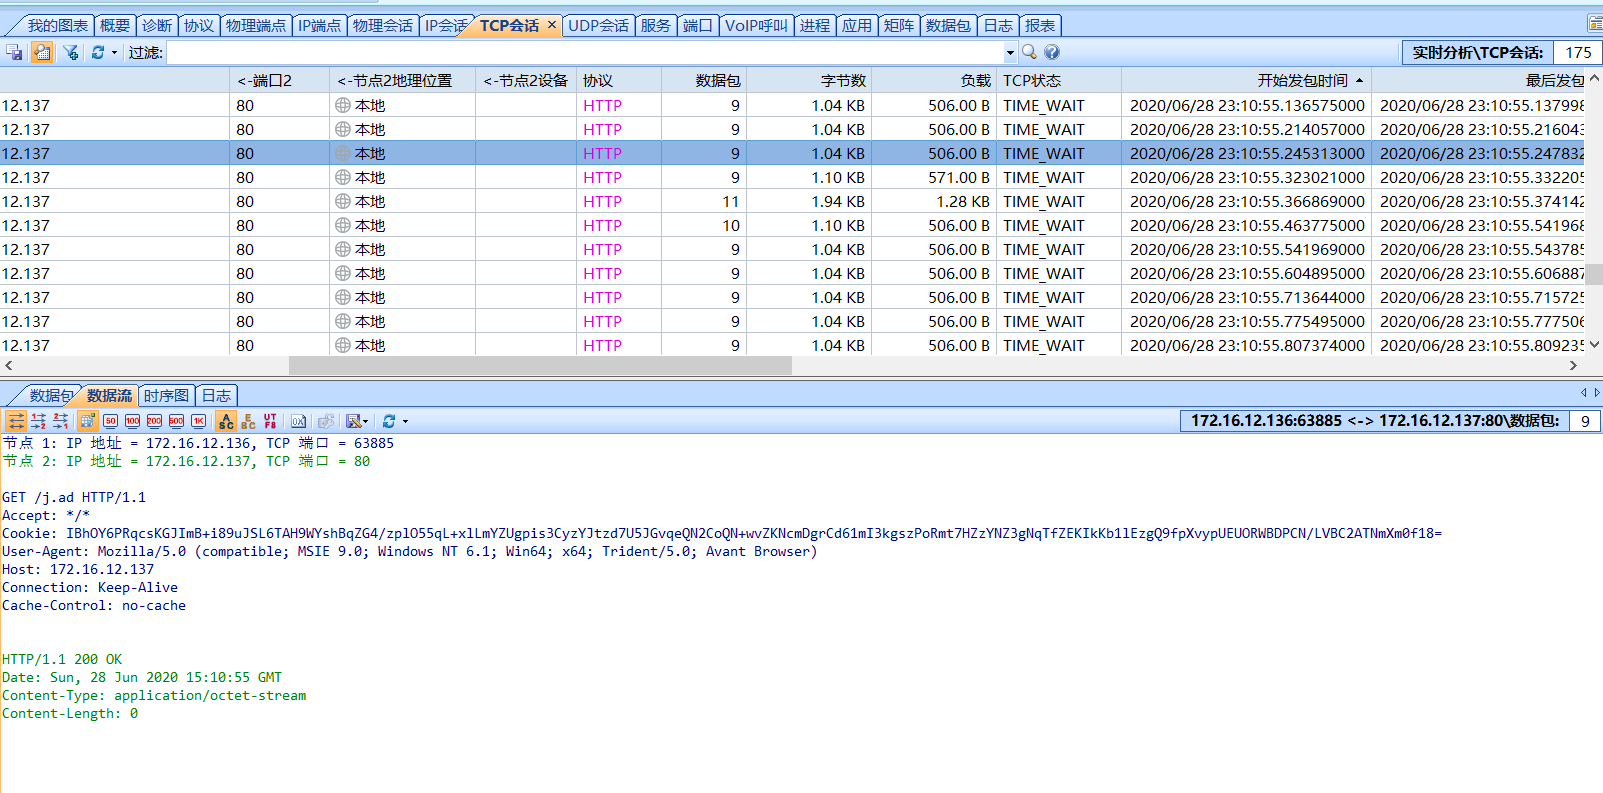 我的图表 概要 诊断 协议 物理端点 IP端点 物理会话 IP会话 TCP会话 × UDP会话 服务 端口 VoIP呼叫 进程 应用 矩阵 数据包 日志 报表
过滤: 实时分析\TCP会话: 175
<-端口2 <-节点2地理位置 <-节点2设备 协议 数据包 字节数 负载 TCP状态 开始发包时间 最后发包
12.137 80 本地 HTTP 9 1.04 KB 506.00 B TIME_WAIT 2020/06/28 23:10:55.136575000 2020/06/28 23:10:55.137998
12.137 80 本地 HTTP 9 1.04 KB 506.00 B TIME_WAIT 2020/06/28 23:10:55.214057000 2020/06/28 23:10:55.216043
12.137 80 本地 HTTP 9 1.04 KB 506.00 B TIME_WAIT 2020/06/28 23:10:55.245313000 2020/06/28 23:10:55.247832
12.137 80 本地 HTTP 9 1.10 KB 571.00 B TIME_WAIT 2020/06/28 23:10:55.323021000 2020/06/28 23:10:55.332205
12.137 80 本地 HTTP 11 1.94 KB 1.28 KB TIME_WAIT 2020/06/28 23:10:55.366869000 2020/06/28 23:10:55.374142
12.137 80 本地 HTTP 10 1.10 KB 506.00 B TIME_WAIT 2020/06/28 23:10:55.463775000 2020/06/28 23:10:55.541968
12.137 80 本地 HTTP 9 1.04 KB 506.00 B TIME_WAIT 2020/06/28 23:10:55.541969000 2020/06/28 23:10:55.543785
12.137 80 本地 HTTP 9 1.04 KB 506.00 B TIME_WAIT 2020/06/28 23:10:55.604895000 2020/06/28 23:10:55.606887
12.137 80 本地 HTTP 9 1.04 KB 506.00 B TIME_WAIT 2020/06/28 23:10:55.713644000 2020/06/28 23:10:55.715725
12.137 80 本地 HTTP 9 1.04 KB 506.00 B TIME_WAIT 2020/06/28 23:10:55.775495000 2020/06/28 23:10:55.777506
12.137 80 本地 HTTP 9 1.04 KB 506.00 B TIME_WAIT 2020/06/28 23:10:55.807374000 2020/06/28 23:10:55.809235
数据包 数据流 时序图 日志
50 100 200 500 1K ASC EBC UTF8 0X 172.16.12.136:63885 <-> 172.16.12.137:80\数据包: 9
节点 1: IP 地址 = 172.16.12.136, TCP 端口 = 63885
节点 2: IP 地址 = 172.16.12.137, TCP 端口 = 80
GET /j.ad HTTP/1.1
Accept: */*
Cookie: IBhOY6PRqcsKGJImB+i89uJSL6TAH9WYshBqZG4/zplO55qL+xlLmYZUgpis3CyzYJtzd7U5JGvqeQN2CoQN+wvZKNcmDgrCd61mI3kgszPoRmt7HZzYNZ3gNqTfZEKIkKb1lEzgQ9fpXvypUEUORWBDPCN/LVBC2ATNmXm0f18=
User-Agent: Mozilla/5.0 (compatible; MSIE 9.0; Windows NT 6.1; Win64; x64; Trident/5.0; Avant Browser)
Host: 172.16.12.137
Connection: Keep-Alive
Cache-Control: no-cache
HTTP/1.1 200 OK
Date: Sun, 28 Jun 2020 15:10:55 GMT
Content-Type: application/octet-stream
Content-Length: 0